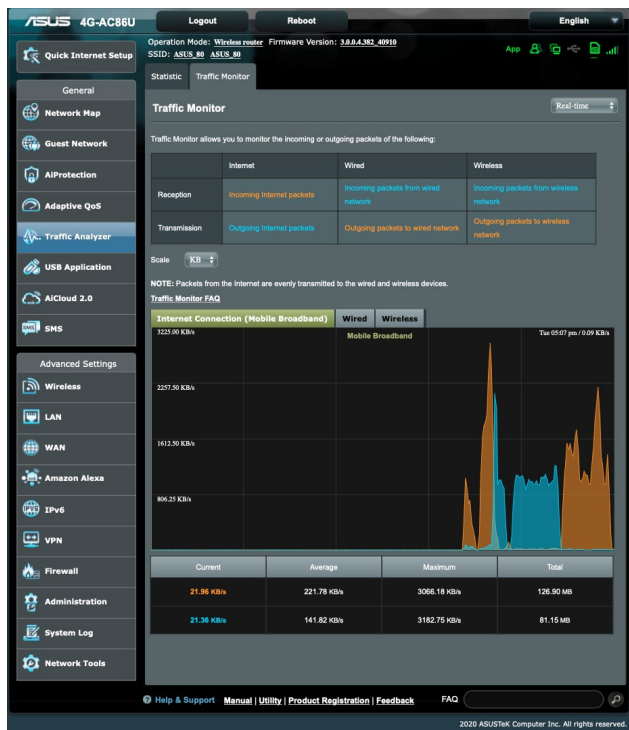 ASUS 4G-AC86U
Logout
Reboot
English
Quick Internet Setup
Operation Mode: Wireless router Firmware Version: 3.0.0.4.382_40910
SSID: ASUS_80 ASUS_80
App
Statistic
Traffic Monitor
General
Network Map
Guest Network
AiProtection
Adaptive QoS
Traffic Analyzer
USB Application
AiCloud 2.0
SMS
SMS
Advanced Settings
Wireless
LAN
WAN
Amazon Alexa
IPv6
VPN
Firewall
Administration
System Log
Network Tools
Traffic Monitor
Real-time
Traffic Monitor allows you to monitor the incoming or outgoing packets of the following:
Internet Wired Wireless
Reception
Incoming Internet packets
Incoming packets from wired
network
Incoming packets from wireless
network
Transmission
Outgoing Internet packets
Outgoing packets to wired network
Outgoing packets to wireless
network
Scale KB
NOTE: Packets from the Internet are evenly transmitted to the wired and wireless devices.
Traffic Monitor FAQ
Internet Connection (Mobile Broadband) Wired Wireless
3225.00 KB/s
Mobile Broadband
Tue 05:07 pm / 0.09 KB/s
2257.50 KB/s
1612.50 KB/s
806.25 KB/s
Current Average Maximum Total
21.96 KB/s 221.78 KB/s 3066.18 KB/s 126.90 MB
21.36 KB/s 141.82 KB/s 3182.75 KB/s 81.15 MB
Help & Support Manual | Utility | Product Registration | Feedback FAQ
2020 ASUSTeK Computer Inc. All rights reserved.